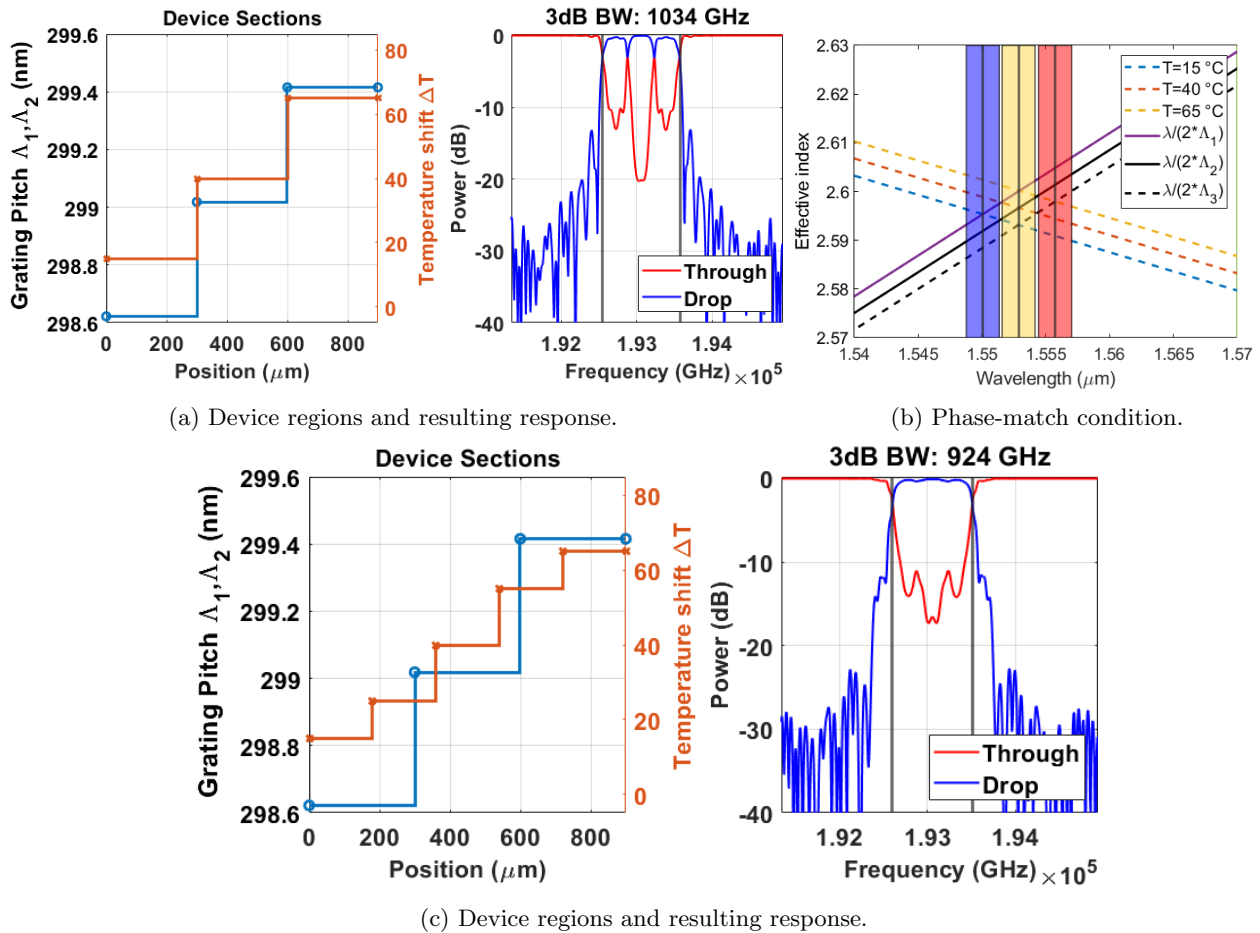 Device Sections
Grating Pitch Λ1,Λ2 (nm)
299.6
299.4
299.2
299
298.8
298.6
0
200
400
600
800
Position (μm)
80
60
40
20
0
Temperature shift ΔT
3dB BW: 1034 GHz
Power (dB)
0
-10
-20
-30
-40
Through
Drop
1.92
1.93
1.94
Frequency (GHz) ×10^5
Effective index
2.63
2.62
2.61
2.6
2.59
2.58
2.57
T=15 °C
T=40 °C
T=65 °C
λ/(2*Λ1)
λ/(2*Λ2)
λ/(2*Λ3)
1.54
1.545
1.55
1.555
1.56
1.565
1.57
Wavelength (μm)
(a) Device regions and resulting response.
(b) Phase-match condition.
Device Sections
Grating Pitch Λ1,Λ2 (nm)
299.6
299.4
299.2
299
298.8
298.6
0
200
400
600
800
Position (μm)
80
60
40
20
0
Temperature shift ΔT
3dB BW: 924 GHz
Power (dB)
0
-10
-20
-30
-40
Through
Drop
1.92
1.93
1.94
Frequency (GHz) ×10^5
(c) Device regions and resulting response.